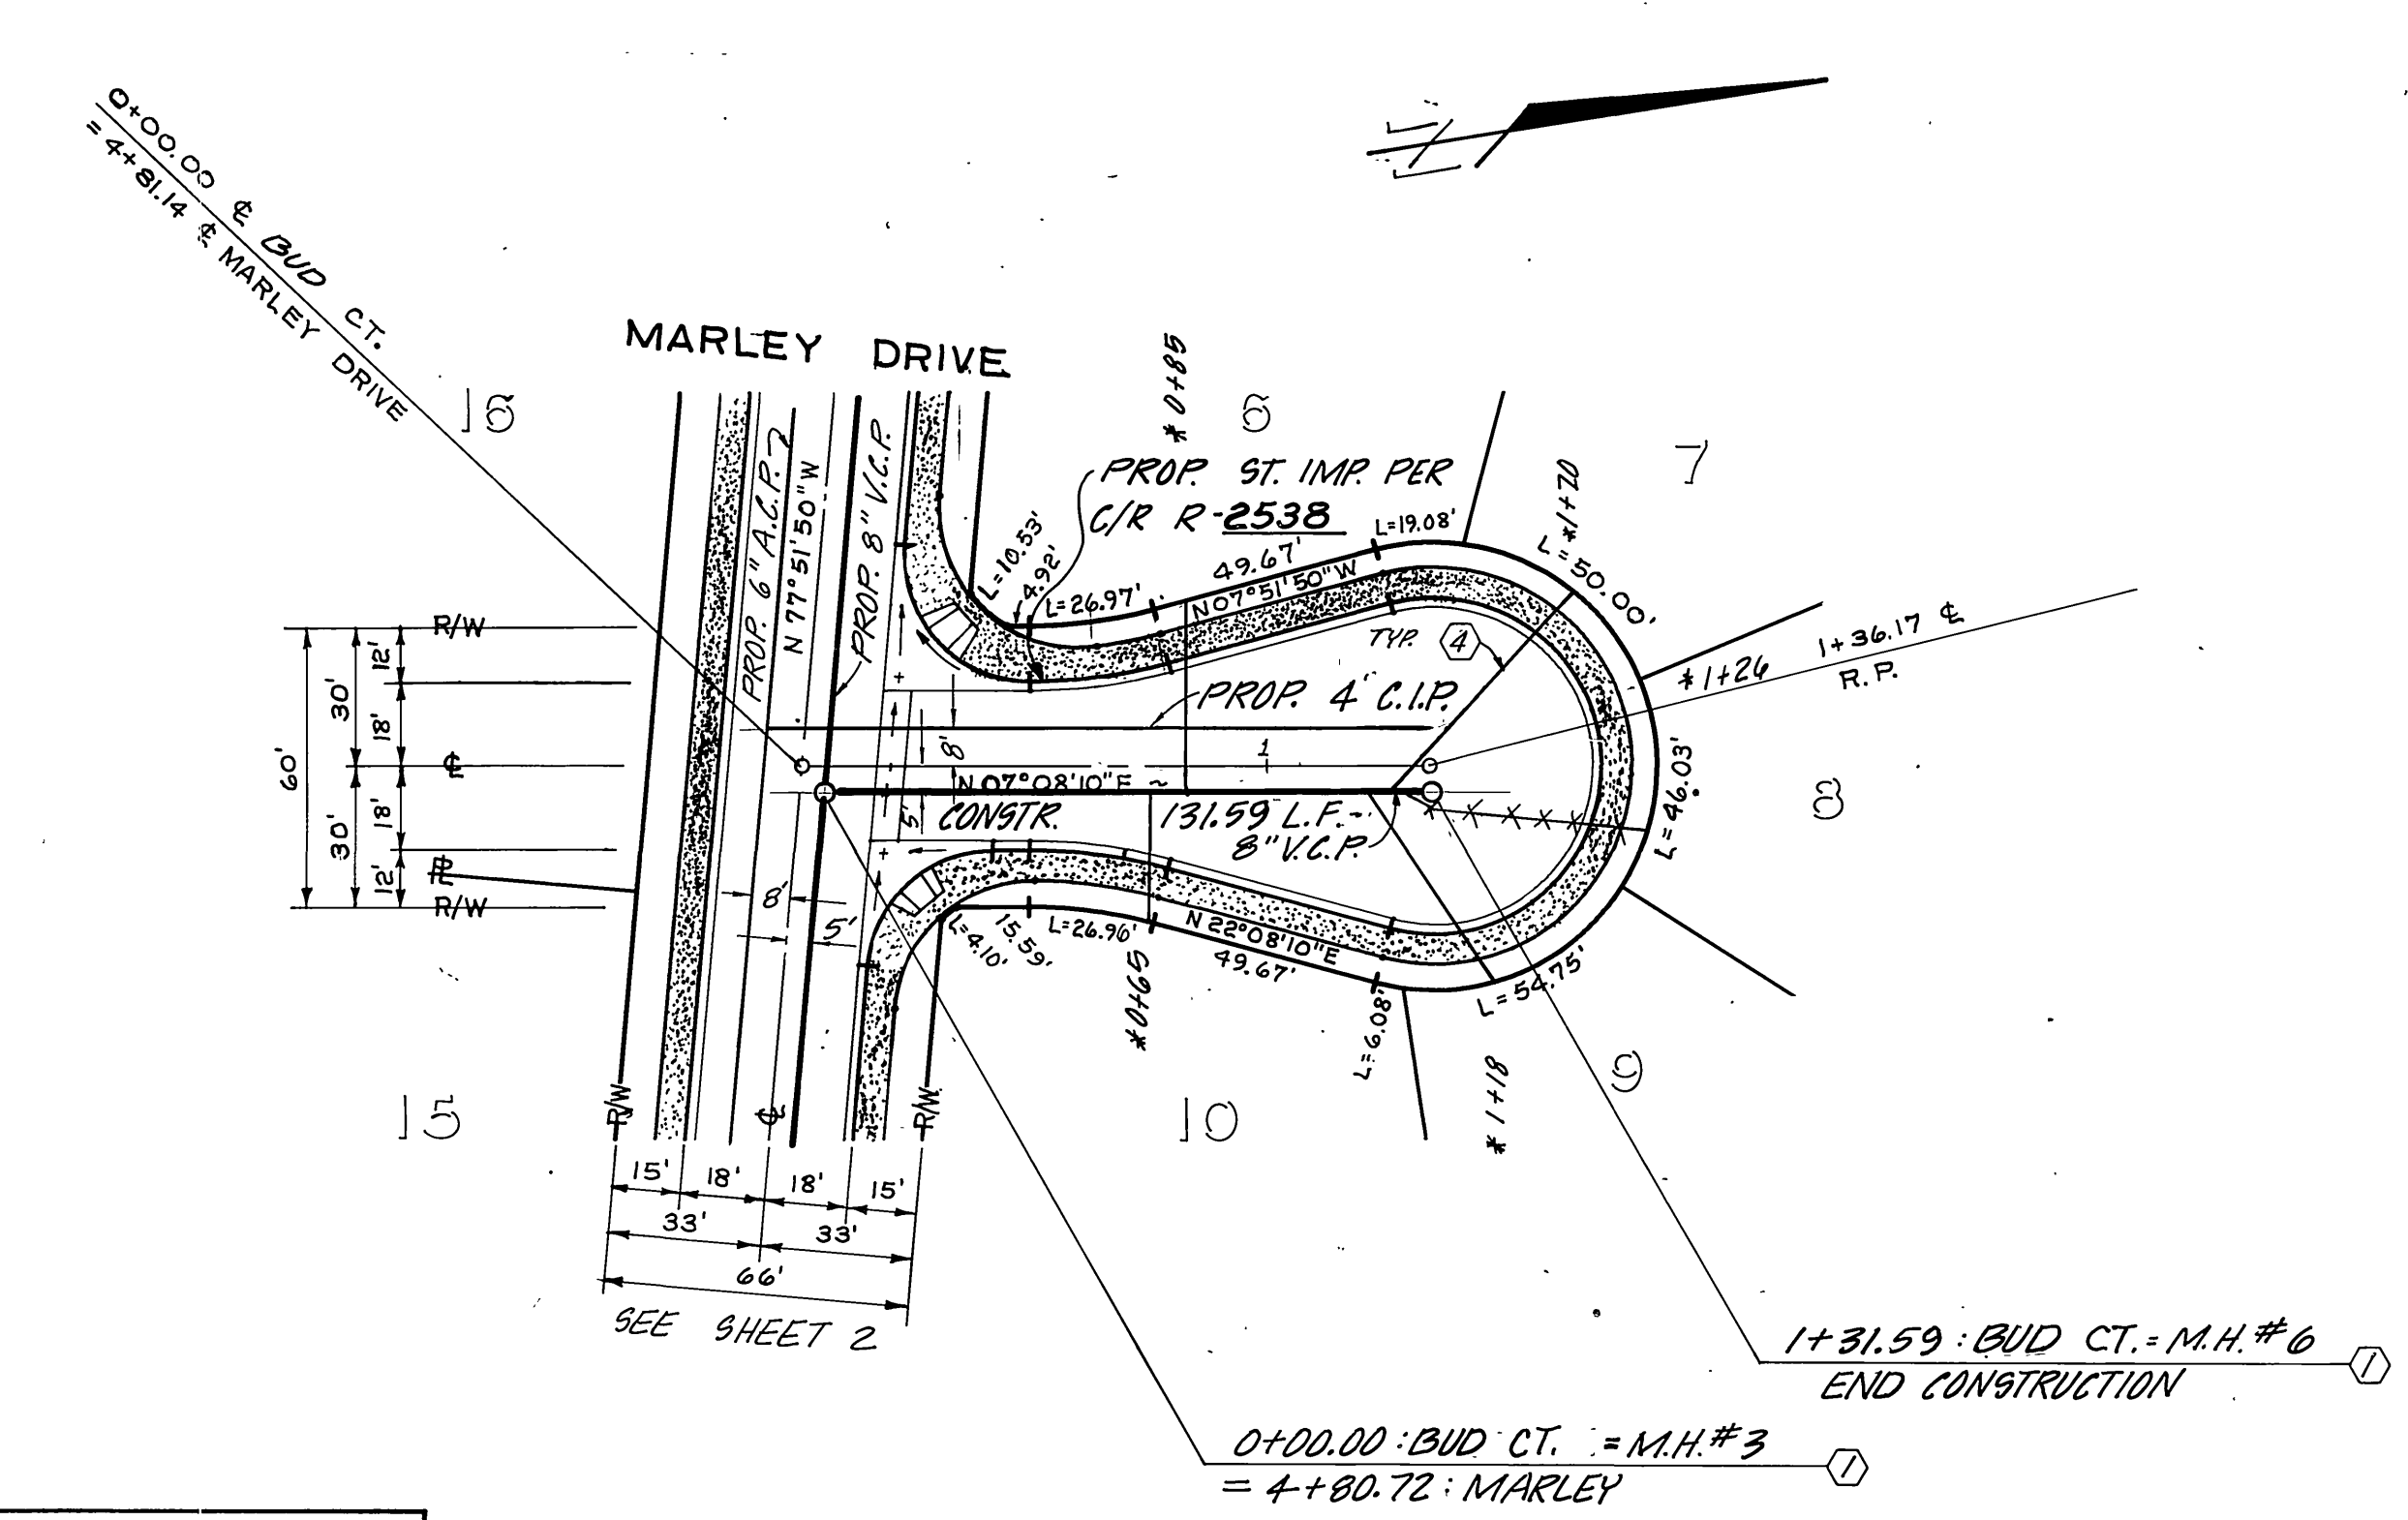 0+00.00 ℄ BUD CT.
= 4+81.14 ℄ MARLEY DRIVE
MARLEY DRIVE
16
6
7
* 0+85
PROP. 6" A.C.P.
N 77°51'50"W
PROP. 8" V.C.P.
PROP. ST. IMP. PER
C/R R-2538
L=10.53'
4.92'
L=26.97'
49.67'
N07°51'50"W
L=19.08'
*1+20
L=50.00'
1+36.17 ℄
R.P.
*1+26
TYP. 4
R/W
12'
30'
18'
60'
℄
18'
30'
12'
R/W
PROP. 4" C.I.P.
8'
1
N 07°08'10"E ~
5'
CONSTR. 131.59 L.F.-
8" V.C.P.
L=46.03'
8
8'
5'
L=4.10'
15.59'
L=26.96'
N 22°08'10"E
49.67'
L=54.75'
*0+65
L=6.08'
* 1+18
9
10
15
R/W
℄
R/W
15'
18'
18'
15'
33'
33'
66'
SEE SHEET 2
1+31.59 : BUD CT. = M.H. #6
END CONSTRUCTION
1
0+00.00 : BUD CT. = M.H. #3
= 4+80.72 : MARLEY
1